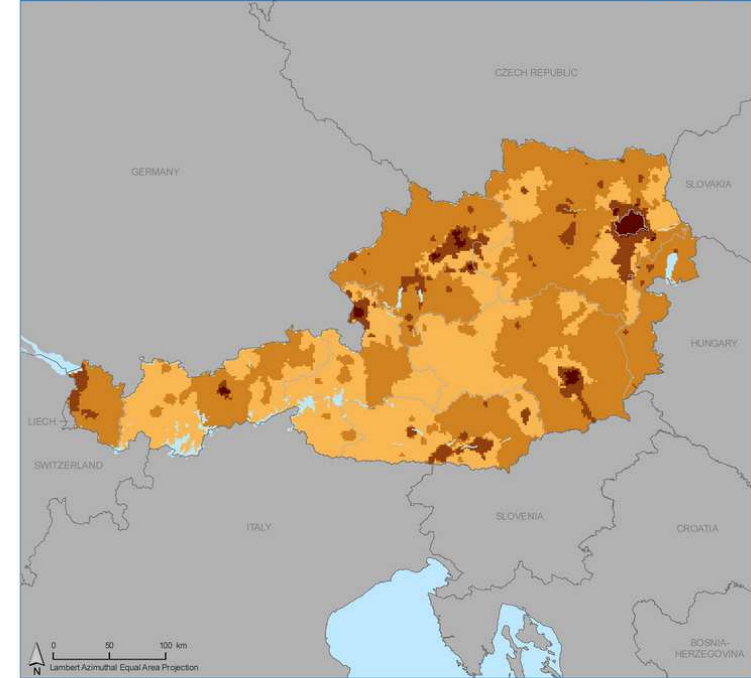 CZECH REPUBLIC
GERMANY
SLOVAKIA
HUNGARY
LIECH
SWITZERLAND
ITALY
SLOVENIA
CROATIA
BOSNIA-
HERZEGOVINA
0 50 100 km
N
Lambert Azimuthal Equal Area Projection